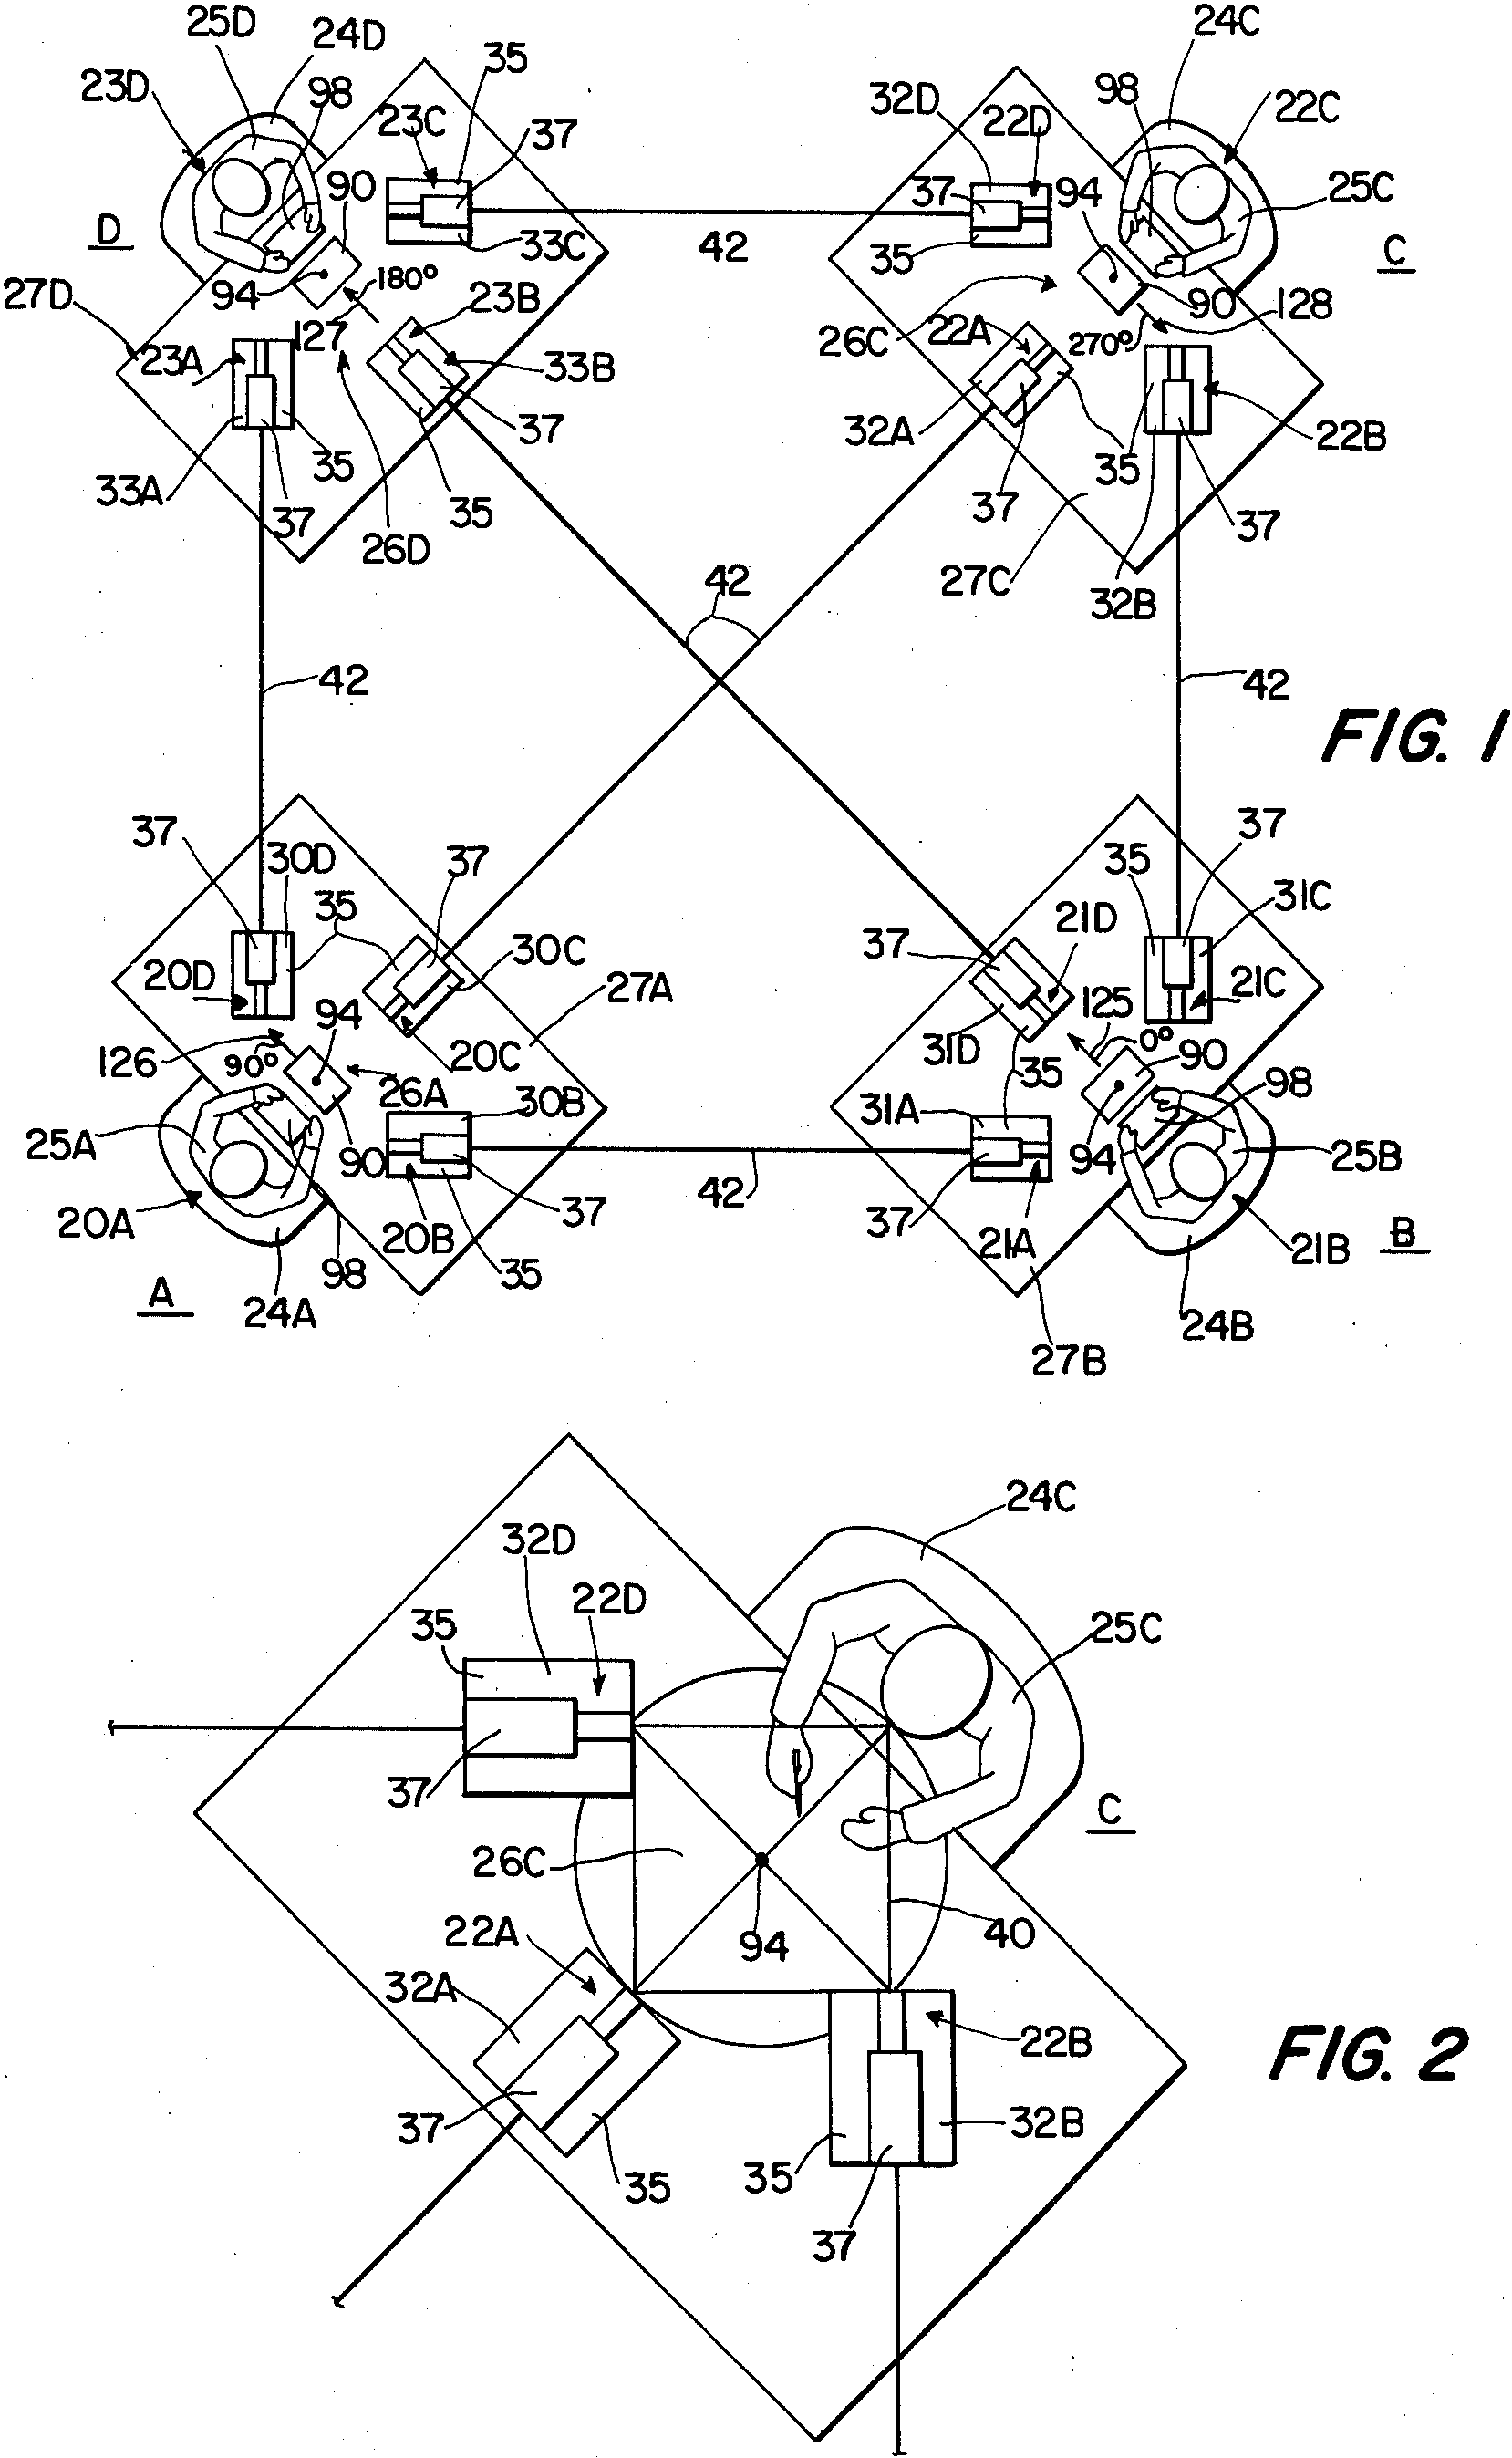 25D
24D
35
24C
23D
98
23C
37
32D
22D
98
22C
90
37
94
25C
D
33C
42
35
C
27D
94
180°
23B
26C
90
128
127
22A
270°
23A
33B
32A
22B
33A
35
37
35
37
35
37
37
26D
27C
32B
42
42
42
FIG. 1
37
30D
37
35
37
35
31C
37
21D
30C
20D
27A
125
21C
94
31D
0°
90
126
90°
20C
35
98
26A
30B
31A
25A
90
94
25B
37
42
37
20A
20B
21A
21B
B
98
35
A
24A
24B
27B
24C
32D
22D
35
25C
37
C
26C
94
40
22A
32A
22B
FIG. 2
37
32B
35
35
37